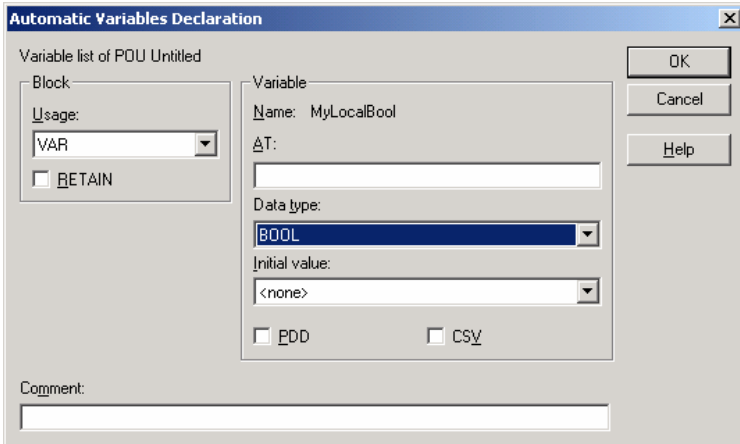 Automatic Variables Declaration
Variable list of POU Untitled
Block
Usage:
VAR
RETAIN
Variable
Name: MyLocalBool
AT:
Data type:
BOOL
Initial value:
<none>
PDD
CSV
OK
Cancel
Help
Comment: